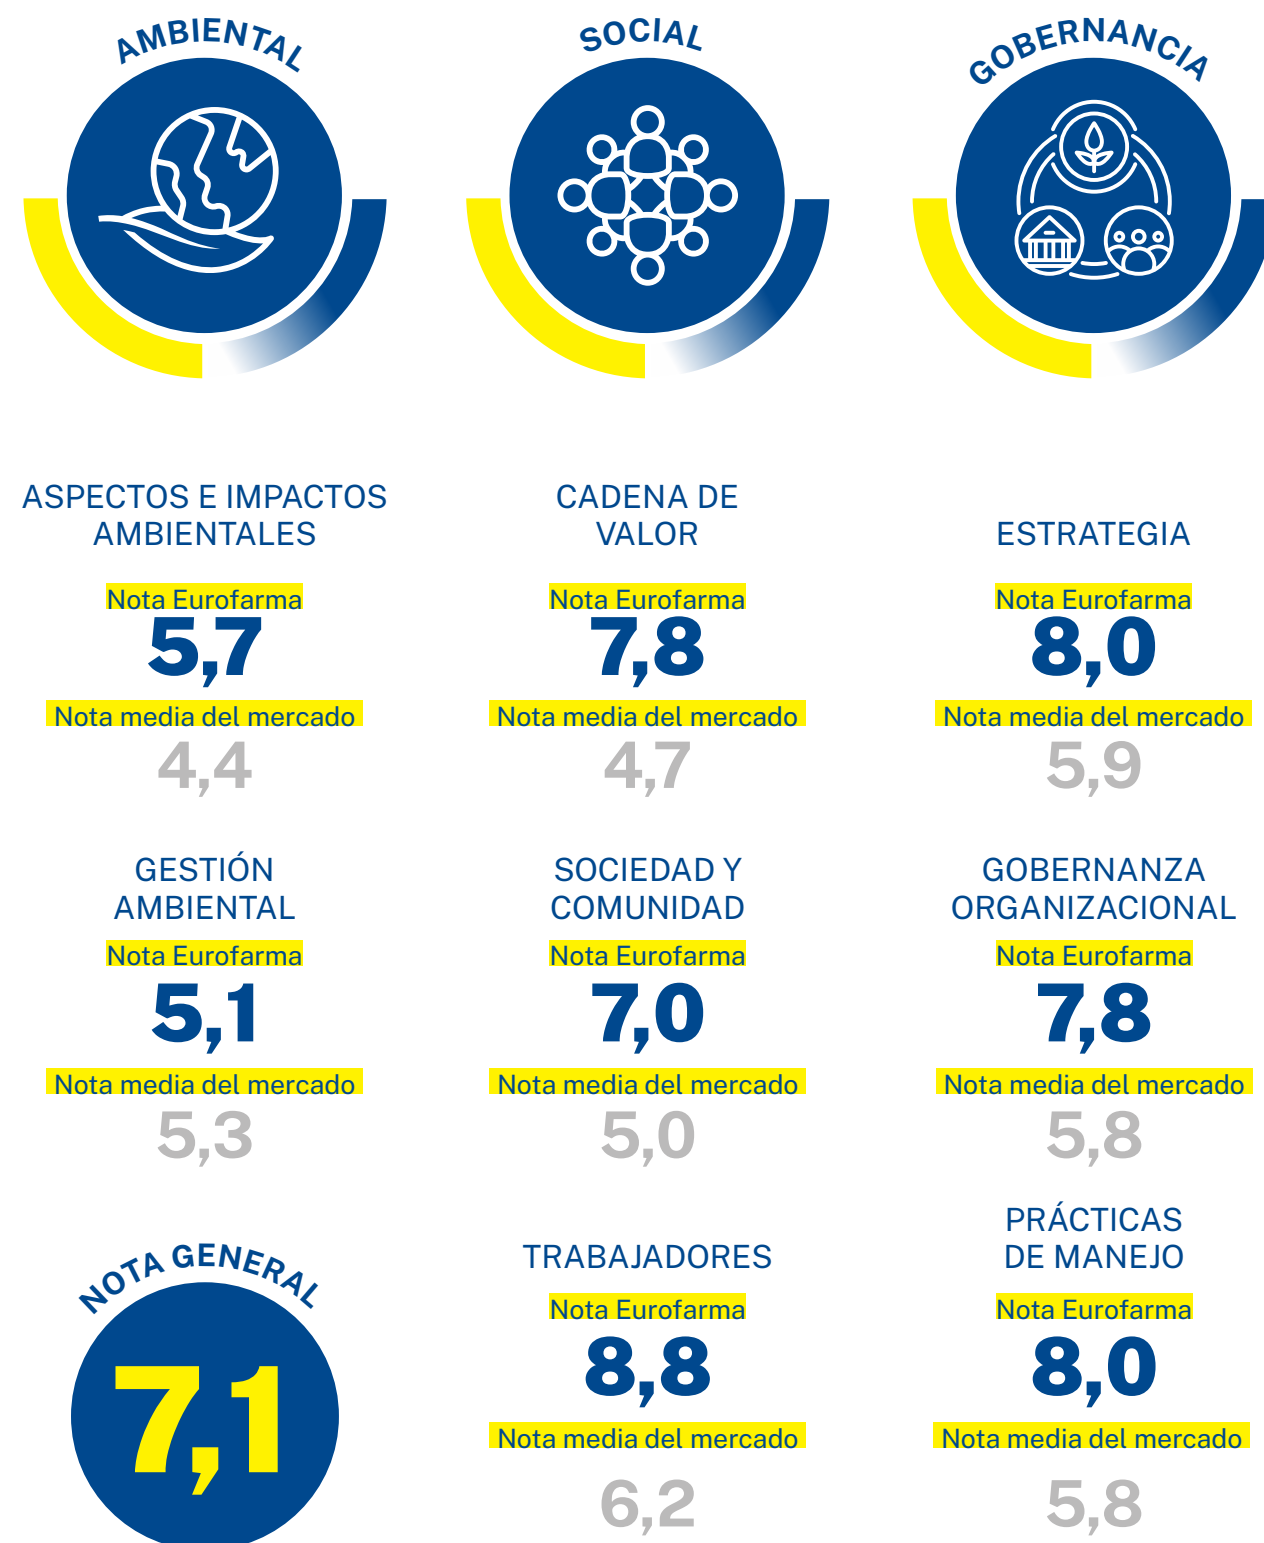 AMBIENTAL
ASPECTOS E IMPACTOS
AMBIENTALES
Nota Eurofarma
5,7
Nota media del mercado
4,4
GESTIÓN
AMBIENTAL
Nota Eurofarma
5,1
Nota media del mercado
5,3
NOTA GENERAL
7,1
SOCIAL
CADENA DE
VALOR
Nota Eurofarma
7,8
Nota media del mercado
4,7
SOCIEDAD Y
COMUNIDAD
Nota Eurofarma
7,0
Nota media del mercado
5,0
TRABAJADORES
Nota Eurofarma
8,8
Nota media del mercado
6,2
GOBERNANCIA
ESTRATEGIA
Nota Eurofarma
8,0
Nota media del mercado
5,9
GOBERNANZA
ORGANIZACIONAL
Nota Eurofarma
7,8
Nota media del mercado
5,8
PRÁCTICAS
DE MANEJO
Nota Eurofarma
8,0
Nota media del mercado
5,8